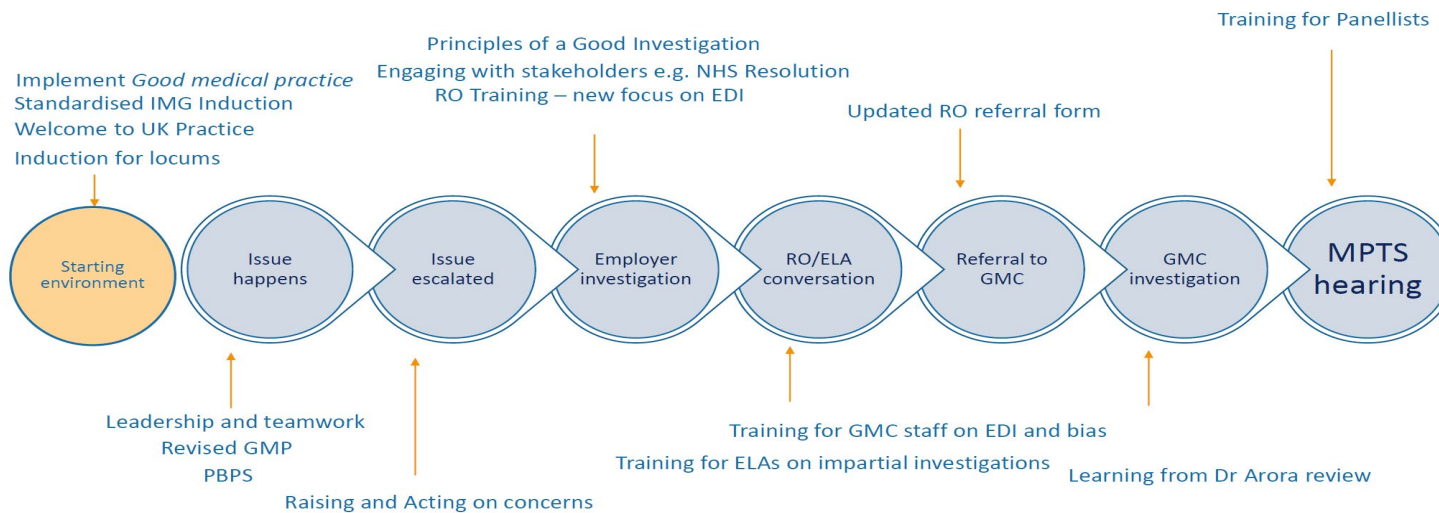 Training for Panellists
Principles of a Good Investigation
Engaging with stakeholders e.g. NHS Resolution
RO Training – new focus on EDI
Implement Good medical practice
Standardised IMG Induction
Welcome to UK Practice
Induction for locums
Updated RO referral form
Starting
environment
Issue
happens
Issue
escalated
Employer
investigation
RO/ELA
conversation
Referral to
GMC
GMC
investigation
MPTS
hearing
Leadership and teamwork
Revised GMP
PBPS
Raising and Acting on concerns
Training for GMC staff on EDI and bias
Training for ELAs on impartial investigations
Learning from Dr Arora review